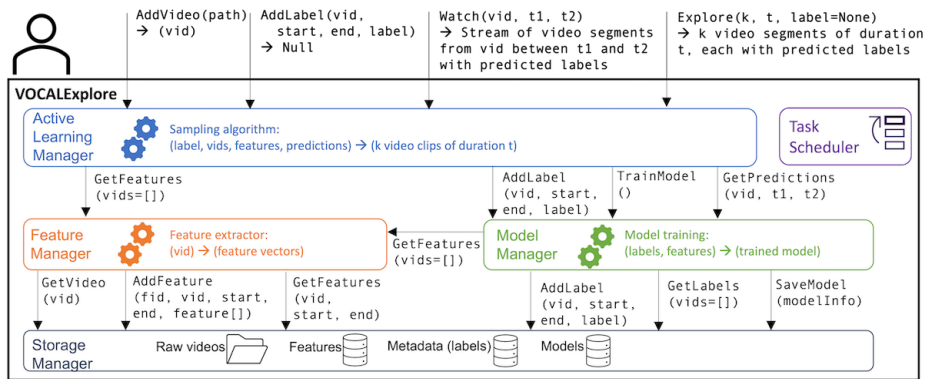 AddVideo(path)
→ (vid)
AddLabel(vid,
start, end, label)
→ Null
Watch(vid, t1, t2)
→ Stream of video segments
from vid between t1 and t2
with predicted labels
Explore(k, t, label=None)
→ k video segments of duration
t, each with predicted labels
VOCALExplore
Active
Learning
Manager
Sampling algorithm:
(label, vids, features, predictions) → (k video clips of duration t)
Task
Scheduler
GetFeatures
(vids=[])
AddLabel
(vid, start,
end, label)
TrainModel
()
GetPredictions
(vid, t1, t2)
Feature
Manager
Feature extractor:
(vid) → (feature vectors)
GetFeatures
(vids=[])
Model
Manager
Model training:
(labels, features) → (trained model)
GetVideo
(vid)
AddFeature
(fid, vid, start,
end, feature[])
GetFeatures
(vid,
start, end)
AddLabel
(vid, start,
end, label)
GetLabels
(vids=[])
SaveModel
(modelInfo)
Storage
Manager
Raw videos
Features
Metadata (labels)
Models